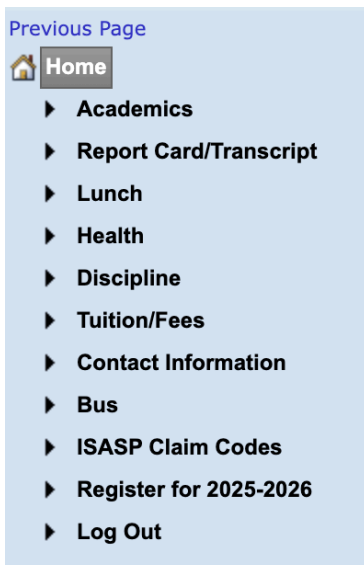 Previous Page
Home
Academics
Report Card/Transcript
Lunch
Health
Discipline
Tuition/Fees
Contact Information
Bus
ISASP Claim Codes
Register for 2025-2026
Log Out